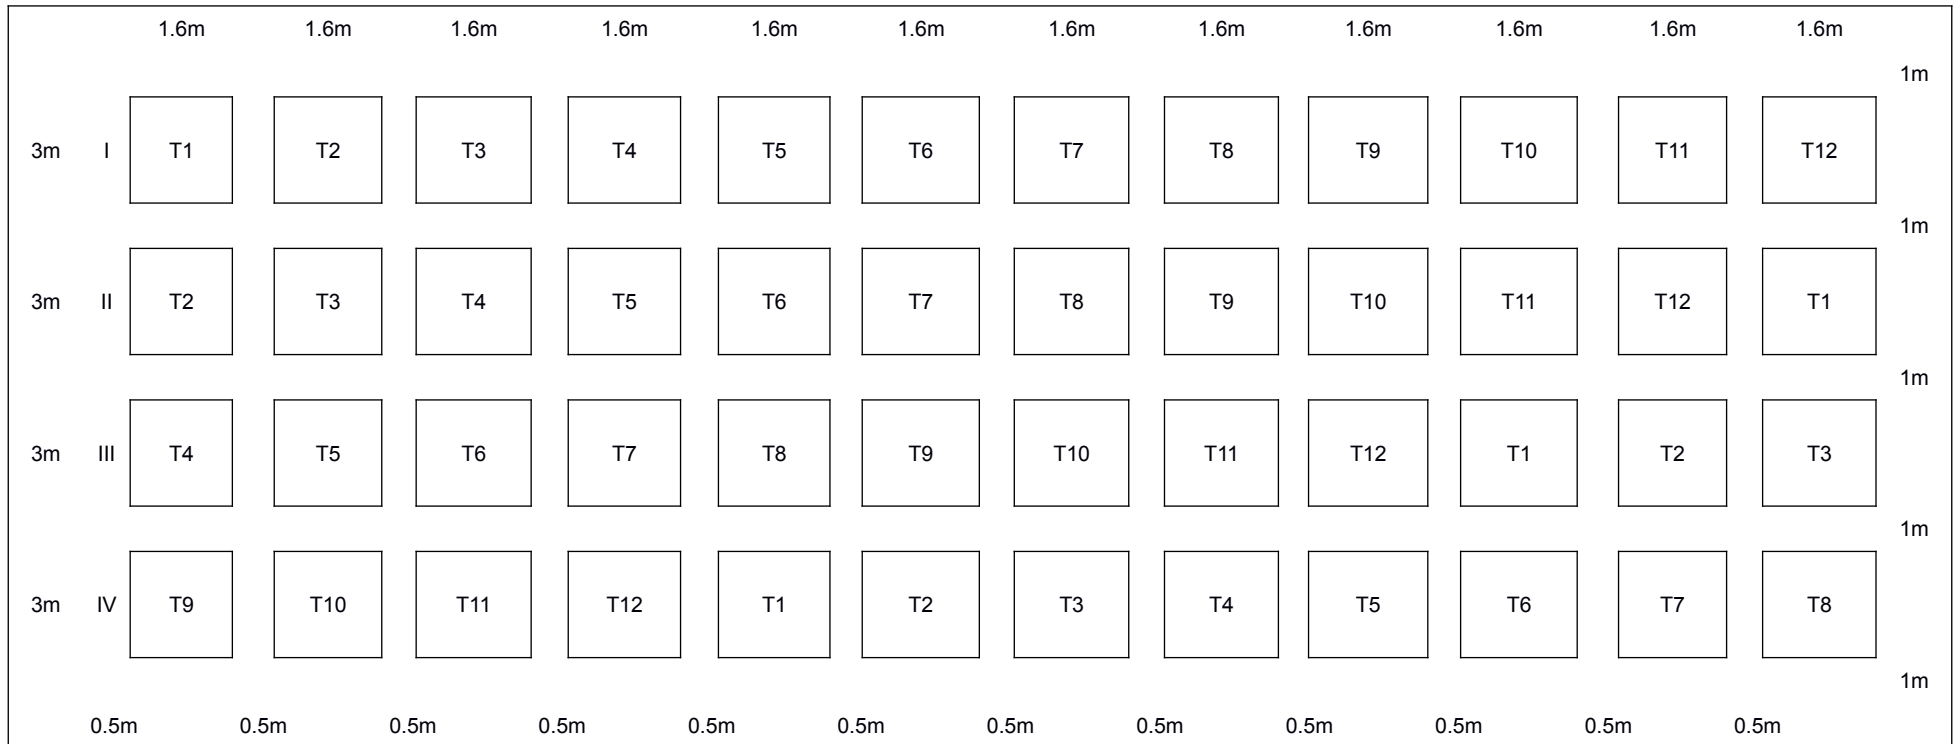 1.6m 1.6m 1.6m 1.6m 1.6m 1.6m 1.6m 1.6m 1.6m 1.6m 1.6m 1.6m
1m
3m I T1 T2 T3 T4 T5 T6 T7 T8 T9 T10 T11 T12
1m
3m II T2 T3 T4 T5 T6 T7 T8 T9 T10 T11 T12 T1
1m
3m III T4 T5 T6 T7 T8 T9 T10 T11 T12 T1 T2 T3
1m
3m IV T9 T10 T11 T12 T1 T2 T3 T4 T5 T6 T7 T8
1m
0.5m 0.5m 0.5m 0.5m 0.5m 0.5m 0.5m 0.5m 0.5m 0.5m 0.5m 0.5m